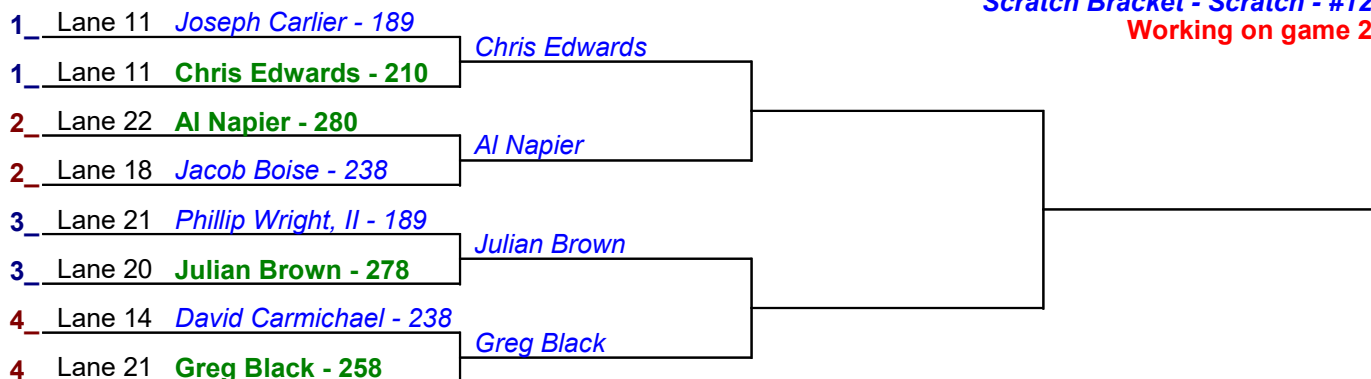 Scratch Bracket - Scratch - #12
Working on game 2
1_ Lane 11 Joseph Carlier - 189
Chris Edwards
1_ Lane 11 Chris Edwards - 210
2_ Lane 22 Al Napier - 280
Al Napier
2_ Lane 18 Jacob Boise - 238
3_ Lane 21 Phillip Wright, II - 189
Julian Brown
3_ Lane 20 Julian Brown - 278
4_ Lane 14 David Carmichael - 238
Greg Black
4 Lane 21 Greg Black - 258